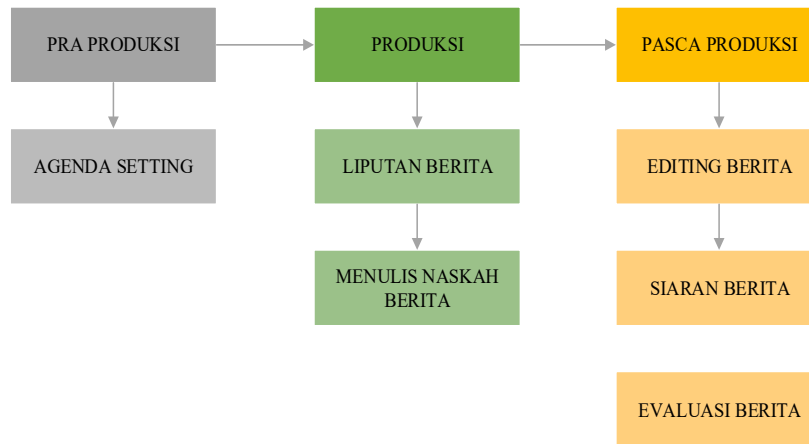 PRA PRODUKSI
PRODUKSI
PASCA PRODUKSI
AGENDA SETTING
LIPUTAN BERITA
EDITING BERITA
MENULIS NASKAH
BERITA
SIARAN BERITA
EVALUASI BERITA